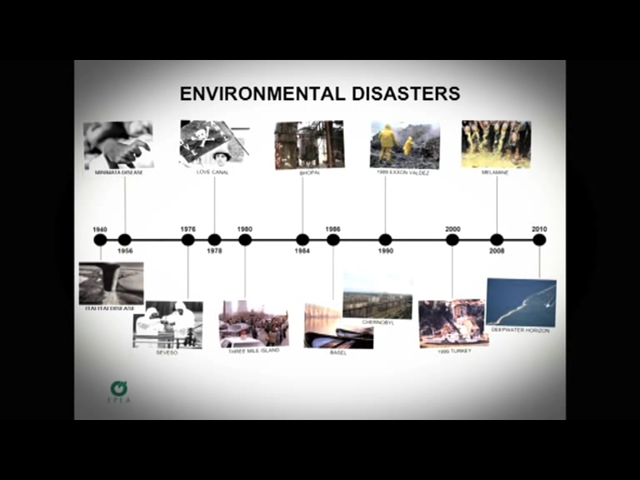 ENVIRONMENTAL DISASTERS
MINIMATA DISEASE
LOVE CANAL
BHOPAL
1989 EXXON VALDEZ
MELAMINE
1940
1976
1980
1986
2000
2010
1956
1978
1984
1990
2008
ITAI ITAI DISEASE
SEVESO
THREE MILE ISLAND
BASEL
CHERNOBYL
1999 TURKEY
DEEPWATER HORIZON